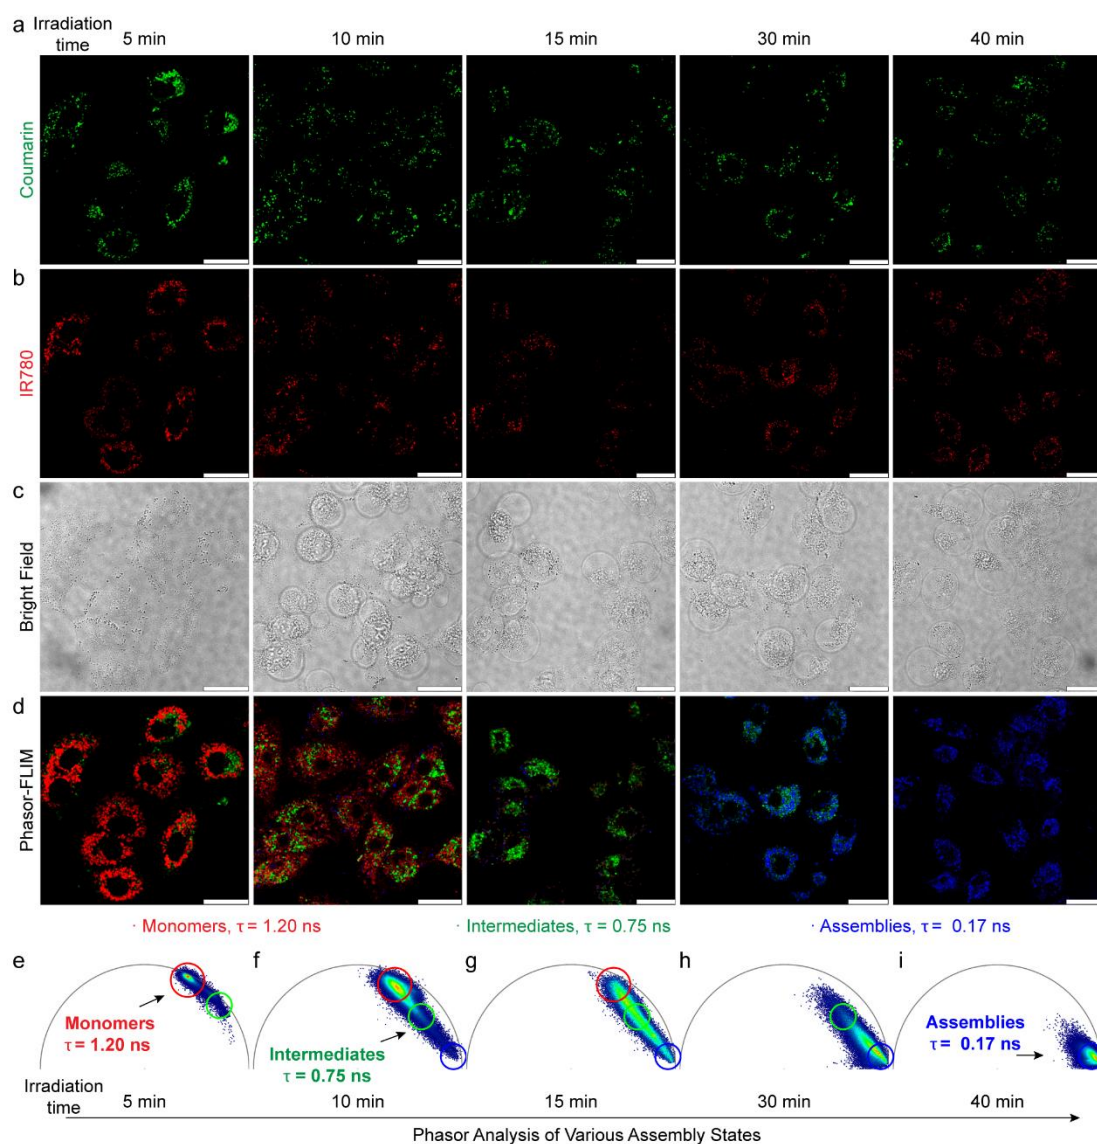 a Irradiation time 5 min 10 min 15 min 30 min 40 min
Coumarin
b
IR780
c
Bright Field
d
Phasor-FLIM
· Monomers, τ = 1.20 ns · Intermediates, τ = 0.75 ns · Assemblies, τ = 0.17 ns
e f g h i
Monomers
τ = 1.20 ns
Intermediates
τ = 0.75 ns
Assemblies
τ = 0.17 ns
Irradiation time 5 min 10 min 15 min 30 min 40 min
Phasor Analysis of Various Assembly States